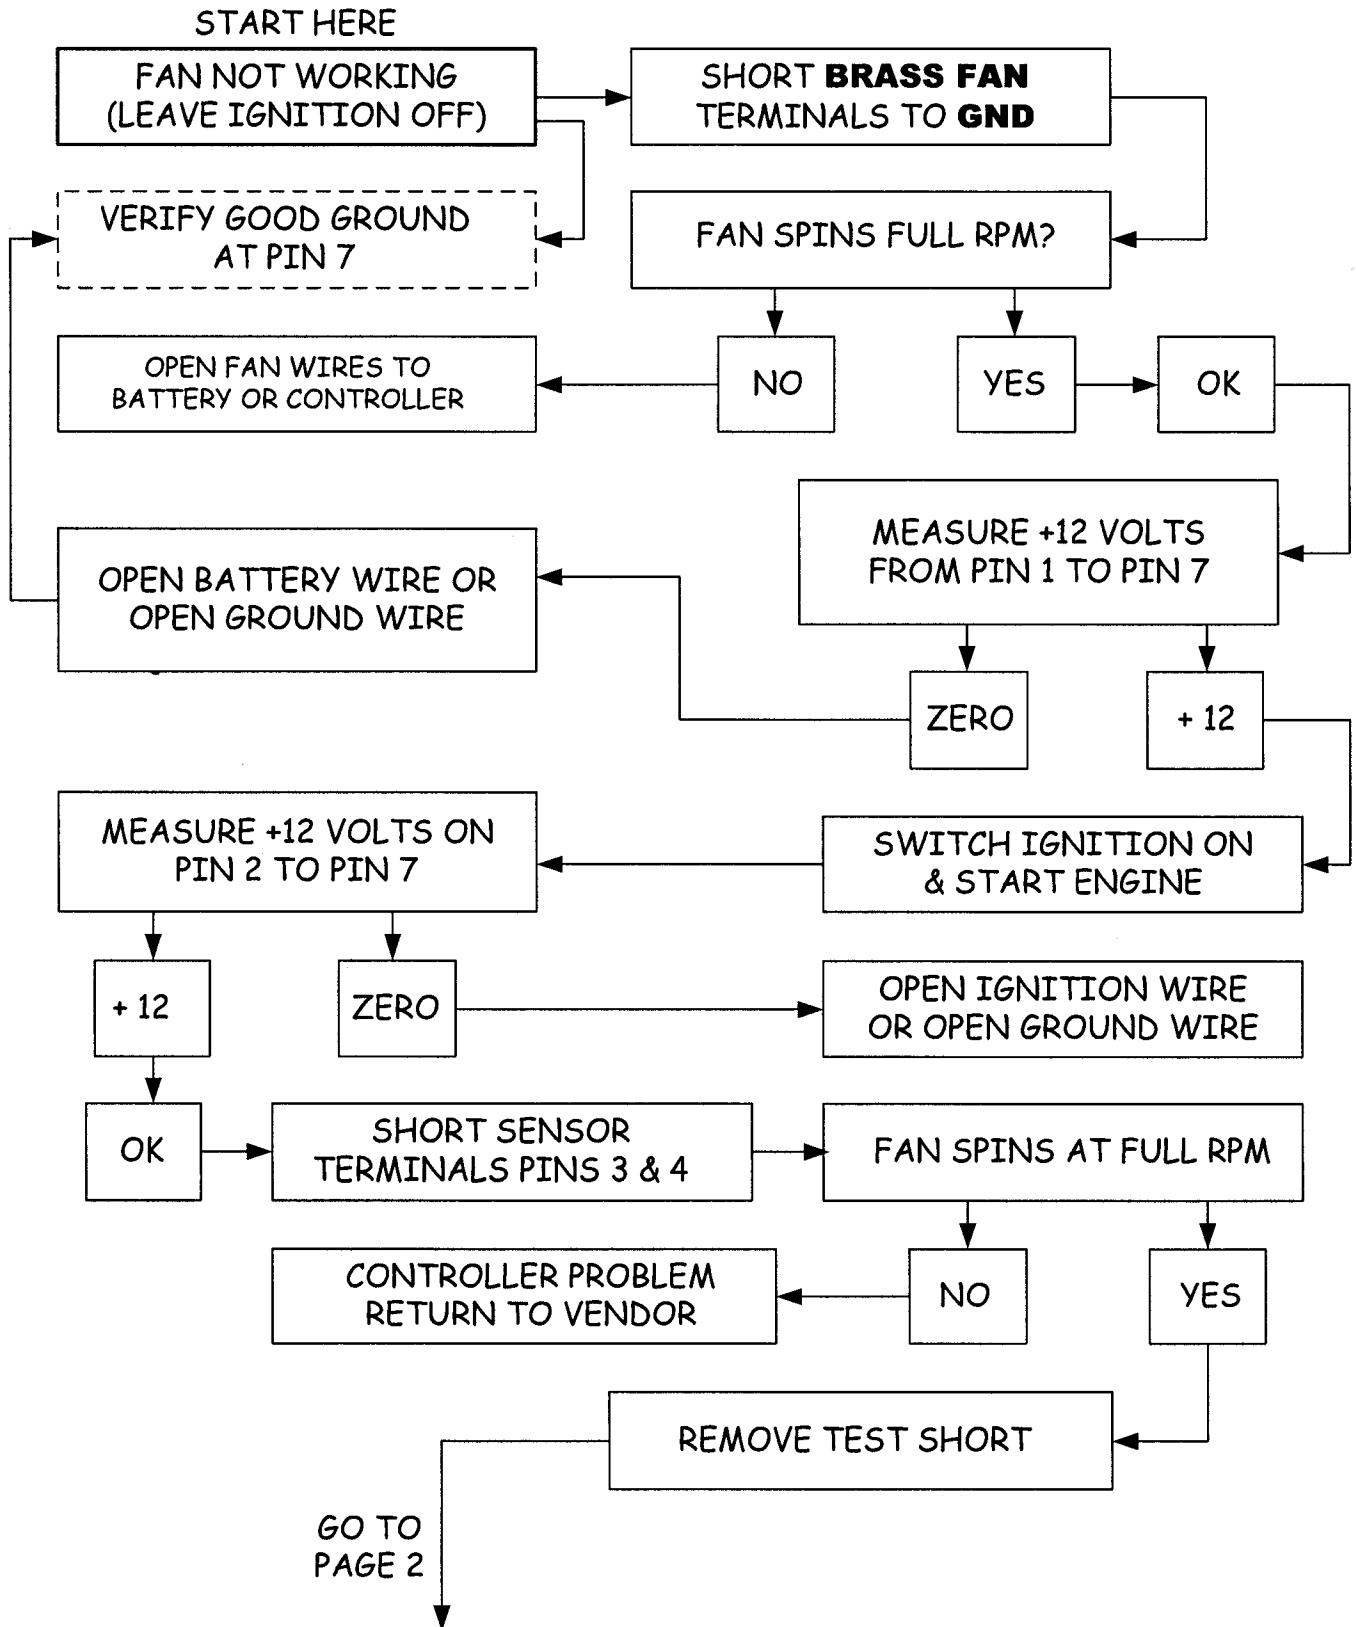 START HERE
FAN NOT WORKING
(LEAVE IGNITION OFF)
SHORT BRASS FAN
TERMINALS TO GND
VERIFY GOOD GROUND
AT PIN 7
FAN SPINS FULL RPM?
OPEN FAN WIRES TO
BATTERY OR CONTROLLER
NO
YES
OK
MEASURE +12 VOLTS
FROM PIN 1 TO PIN 7
OPEN BATTERY WIRE OR
OPEN GROUND WIRE
ZERO
+ 12
MEASURE +12 VOLTS ON
PIN 2 TO PIN 7
SWITCH IGNITION ON
& START ENGINE
+ 12
ZERO
OPEN IGNITION WIRE
OR OPEN GROUND WIRE
OK
SHORT SENSOR
TERMINALS PINS 3 & 4
FAN SPINS AT FULL RPM
CONTROLLER PROBLEM
RETURN TO VENDOR
NO
YES
REMOVE TEST SHORT
GO TO
PAGE 2